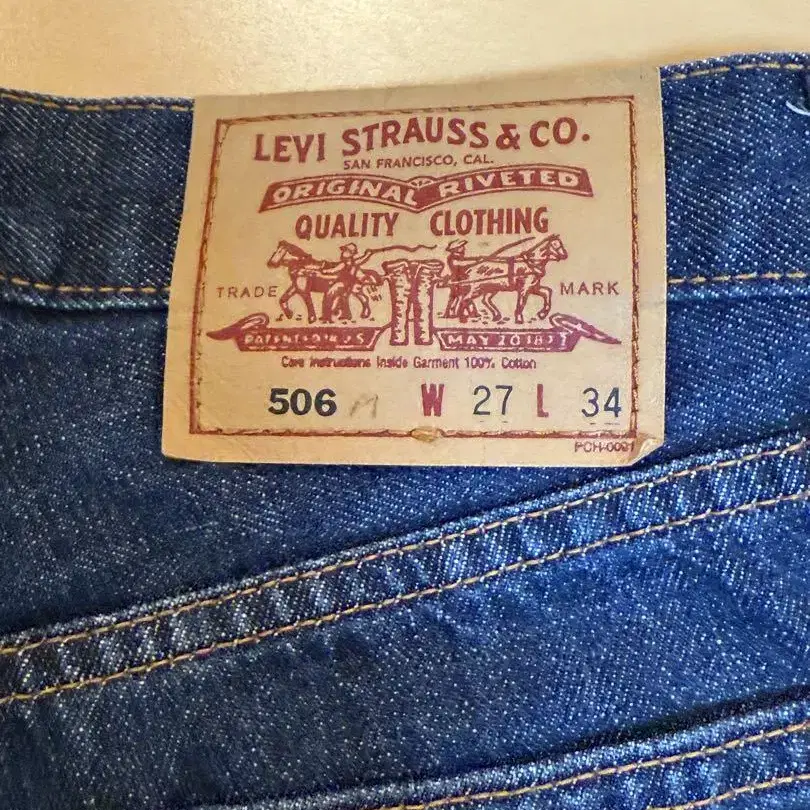 LEVI STRAUSS & CO.
SAN FRANCISCO, CAL.
ORIGINAL RIVETED
QUALITY CLOTHING
TRADE MARK
MAY 20 1873
Care Instructions Inside Garment 100% Cotton
506 W 27 L 34